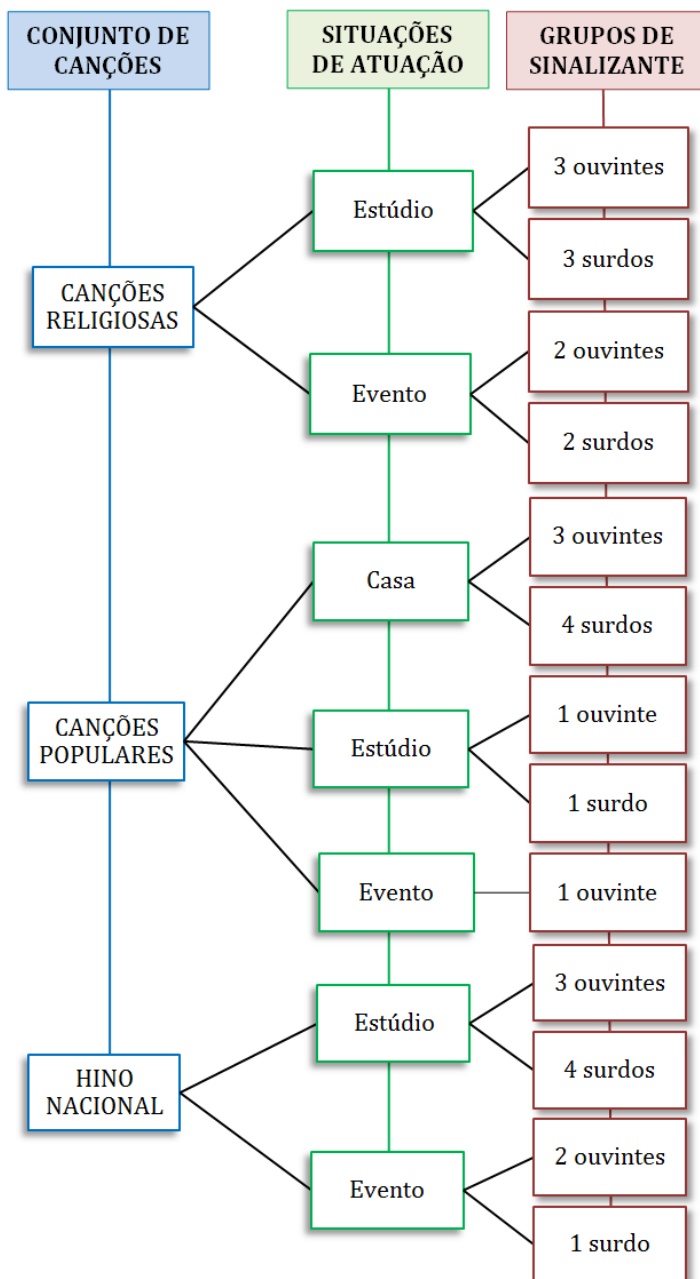 CONJUNTO DE
CANÇÕES
SITUAÇÕES
DE ATUAÇÃO
GRUPOS DE
SINALIZANTE
CANÇÕES
RELIGIOSAS
Estúdio
3 ouvintes
3 surdos
Evento
2 ouvintes
2 surdos
CANÇÕES
POPULARES
Casa
3 ouvintes
4 surdos
Estúdio
1 ouvinte
1 surdo
Evento
1 ouvinte
HINO
NACIONAL
Estúdio
3 ouvintes
4 surdos
Evento
2 ouvintes
1 surdo